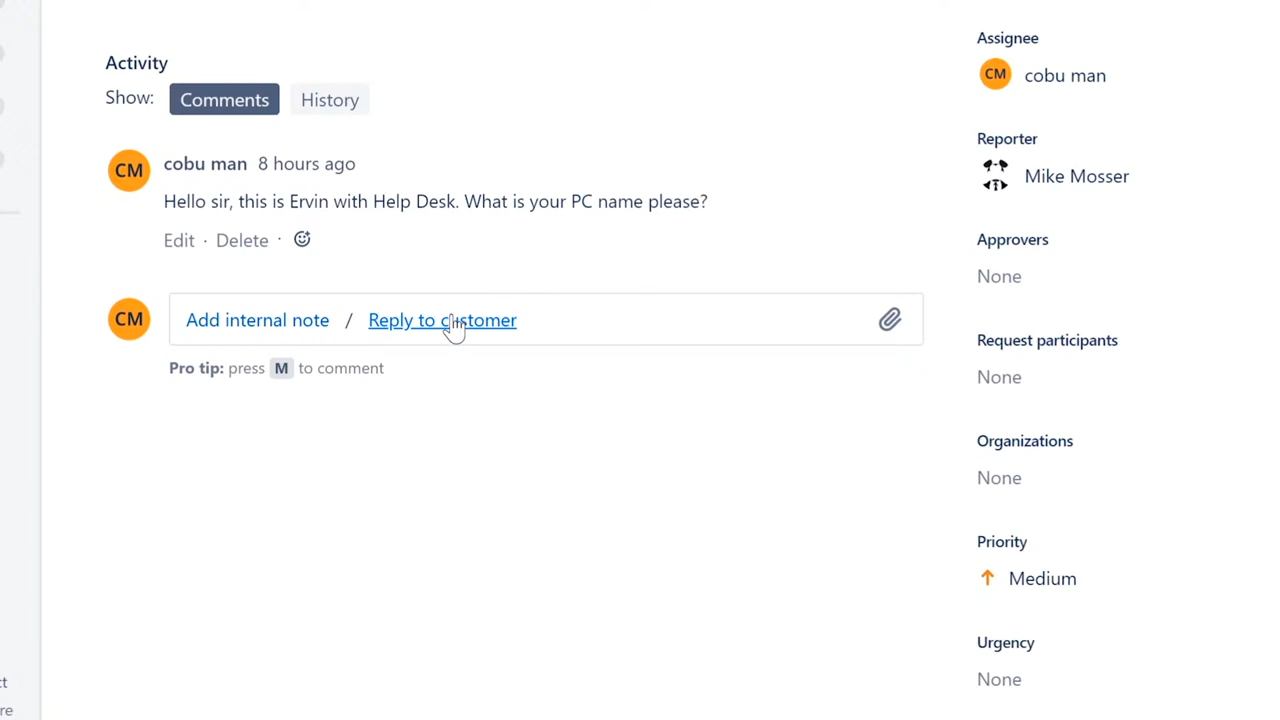 Activity
Show: Comments History
CM cobu man 8 hours ago
Hello sir, this is Ervin with Help Desk. What is your PC name please?
Edit · Delete ·
CM Add internal note / Reply to customer
Pro tip: press M to comment
Assignee
CM cobu man
Reporter
Mike Mosser
Approvers
None
Request participants
None
Organizations
None
Priority
Medium
Urgency
None
ct
re